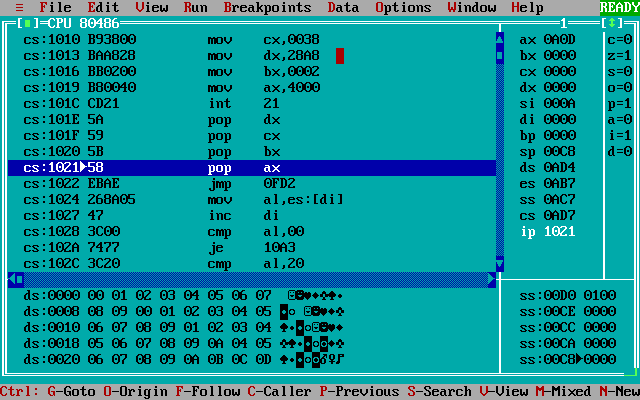 ≡ File Edit View Run Breakpoints Data Options Window Help READY
[■]=CPU 80486 1 [↕]
cs:1010 B93800 mov cx,0038 ax 0A0D c=0
cs:1013 BAA828 mov dx,28A8 bx 0000 z=1
cs:1016 BB0200 mov bx,0002 cx 0000 s=0
cs:1019 B80040 mov ax,4000 dx 0000 o=0
cs:101C CD21 int 21 si 000A p=1
cs:101E 5A pop dx di 0000 a=0
cs:101F 59 pop cx bp 0000 i=1
cs:1020 5B pop bx sp 00C8 d=0
cs:1021►58 pop ax ds 0AD4
cs:1022 EBAE jmp 0FD2 es 0AB7
cs:1024 268A05 mov al,es:[di] ss 0AC7
cs:1027 47 inc di cs 0AD7
cs:1028 3C00 cmp al,00 ip 1021
cs:102A 7477 je 10A3
cs:102C 3C20 cmp al,20
ds:0000 00 01 02 03 04 05 06 07 ☺☻♥♦♣♠• ss:00D0 0100
ds:0008 08 09 00 01 02 03 04 05 ◘○ ☺☻♥♦♣ ss:00CE 0000
ds:0010 06 07 08 09 01 02 03 04 ♠•◘○☺☻♥♦ ss:00CC 0000
ds:0018 05 06 07 08 09 0A 04 05 ♣♠•◘○◙♦♣ ss:00CA 0000
ds:0020 06 07 08 09 0A 0B 0C 0D ♠•◘○◙♂♀♪ ss:00C8►0000
Ctrl: G-Goto O-Origin F-Follow C-Caller P-Previous S-Search V-View M-Mixed N-New